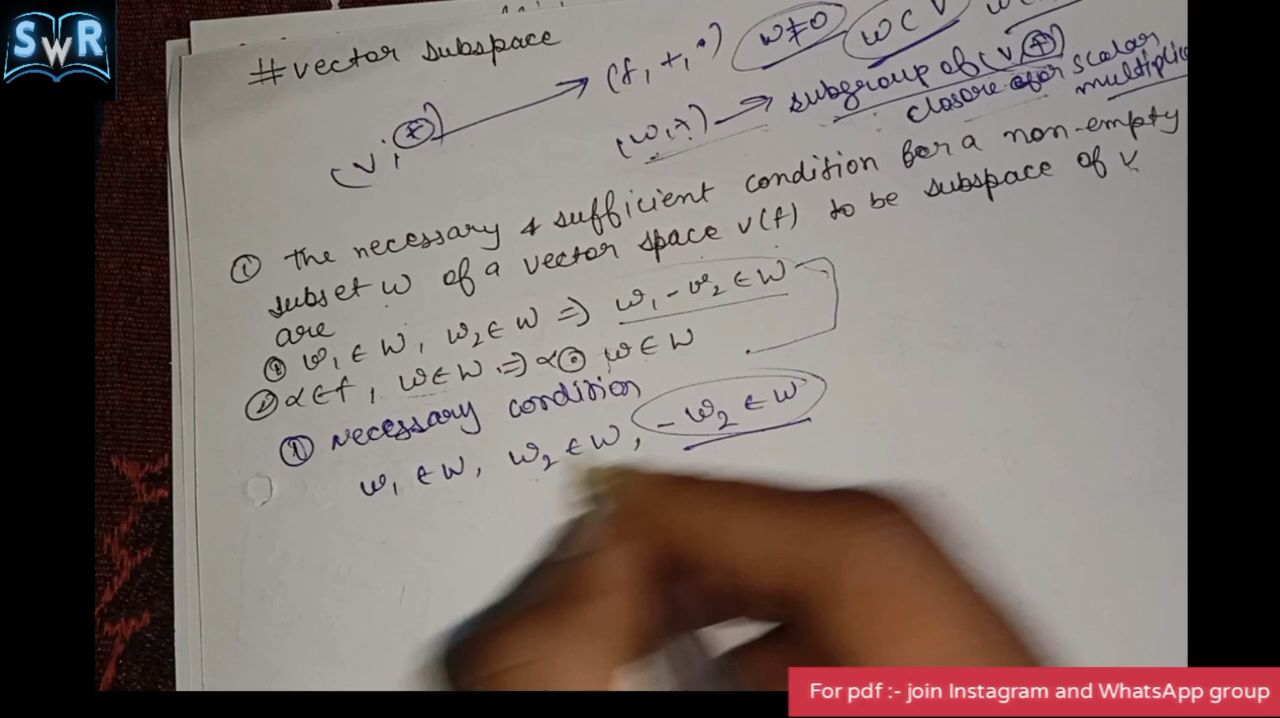 SWR
#vector subspace
(V, +) → (f, +, •) W≠0 W⊂V
(W, +) → subgroup of (V +)
closore for scalar
① the necessary & sufficient condition for a non-empty
subset W of a vector space V(f) to be subspace of V
are
① w₁ ∈ W, w₂ ∈ W ⇒ w₁ - w₂ ∈ W
② α ∈ f, w ∈ W ⇒ α ⊙ w ∈ W
① Necessary condition
w₁ ∈ W, w₂ ∈ W, -w₂ ∈ W
For pdf :- join Instagram and WhatsApp group